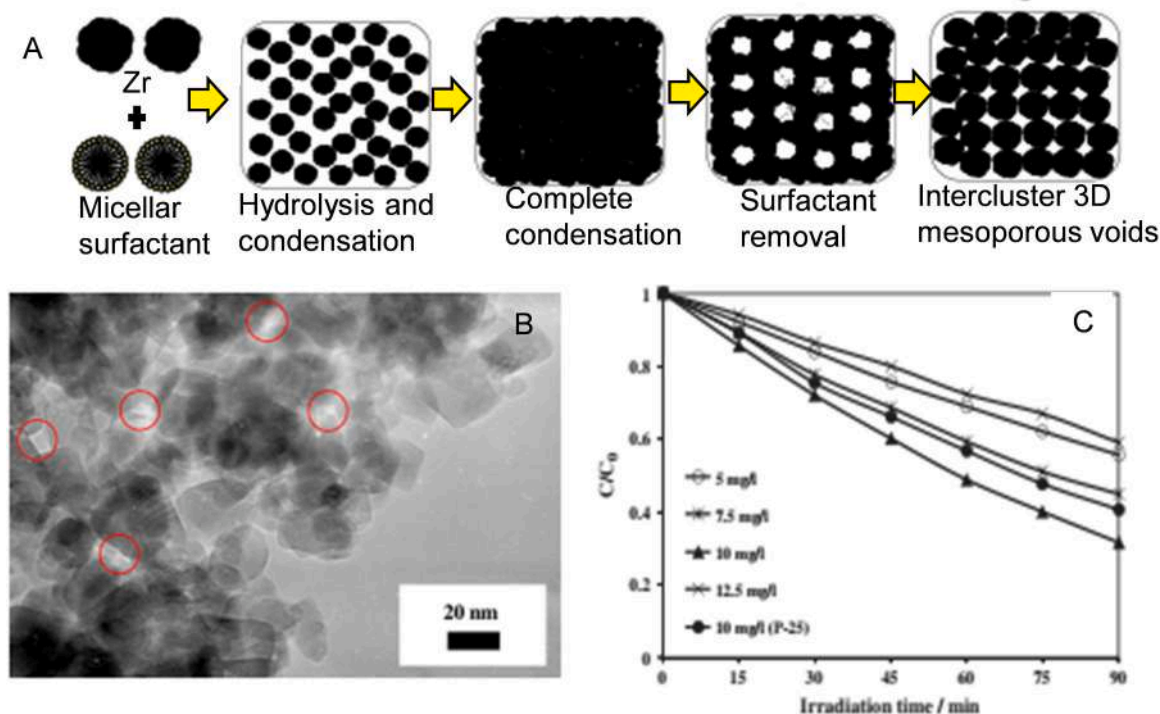 A
Zr
+
Micellar
surfactant
Hydrolysis and
condensation
Complete
condensation
Surfactant
removal
Intercluster 3D
mesoporous voids
B
20 nm
C
1
0.8
0.6
0.4
0.2
0
C/C₀
5 mg/l
7.5 mg/l
10 mg/l
12.5 mg/l
10 mg/l (P-25)
0 15 30 45 60 75 90
Irradiation time / min